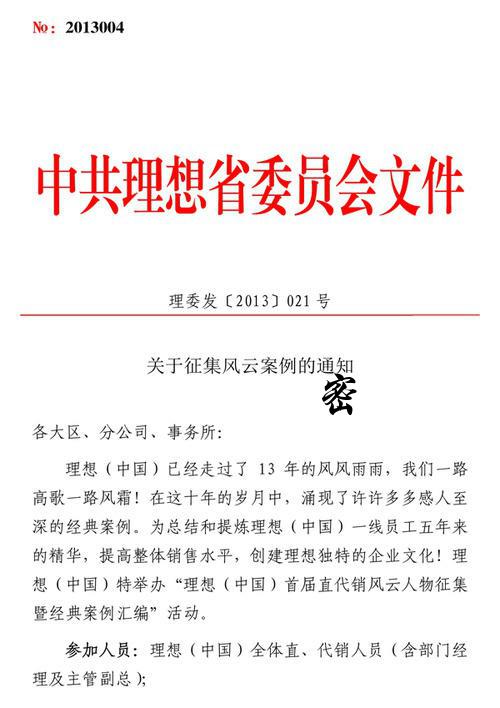 No：2013004
中共理想省委员会文件
理委发〔2013〕021 号
关于征集风云案例的通知
密
各大区、分公司、事务所：
理想（中国）已经走过了 13 年的风风雨雨，我们一路
高歌一路风霜！在这十年的岁月中，涌现了许许多多感人至
深的经典案例。为总结和提炼理想（中国）一线员工五年来
的精华，提高整体销售水平，创建理想独特的企业文化！理
想（中国）特举办“理想（中国）首届直代销风云人物征集
暨经典案例汇编”活动。
参加人员：理想（中国）全体直、代销人员（含部门经
理及主管副总）；